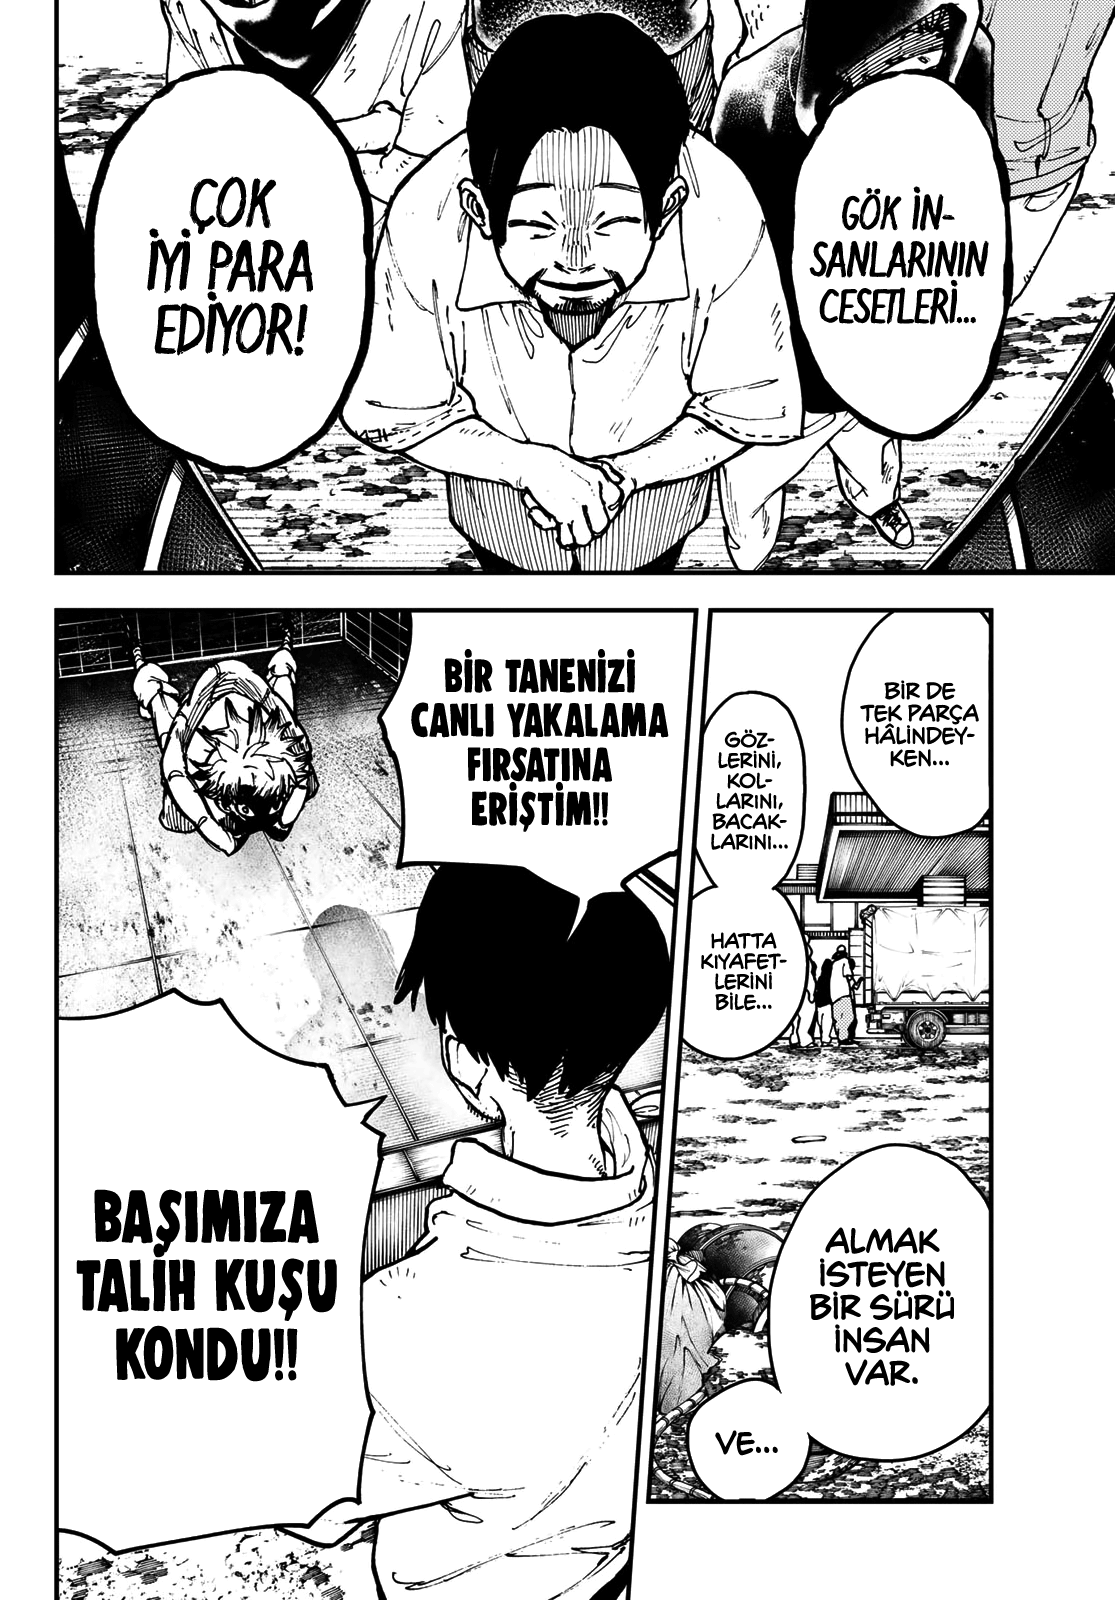 GÖK İN-
SANLARININ
CESETLERİ...
ÇOK
İYİ PARA
EDİYOR!
BİR DE
TEK PARÇA
HÂLİNDEY-
KEN...
GÖZ-
LERİNİ,
KOL-
LARINI,
BACAK-
LARINI...
HATTA
KIYAFET-
LERİNİ
BİLE...
ALMAK
İSTEYEN
BİR SÜRÜ
İNSAN
VAR.
VE...
BİR TANENİZİ
CANLI YAKALAMA
FIRSATINA
ERİŞTİM!!
BAŞIMIZA
TALİH KUŞU
KONDU!!